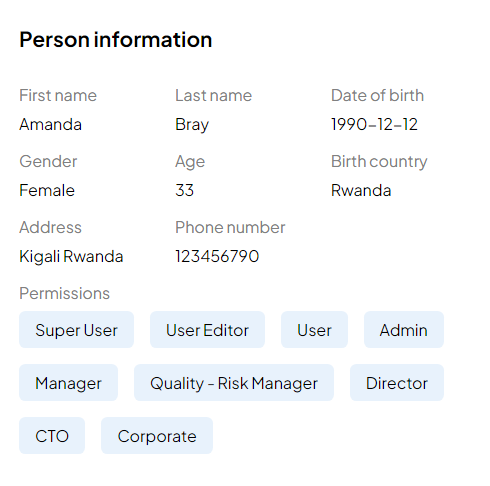 Person information
First name Last name Date of birth
Amanda Bray 1990-12-12
Gender Age Birth country
Female 33 Rwanda
Address Phone number
Kigali Rwanda 123456790
Permissions
Super User User Editor User Admin
Manager Quality - Risk Manager Director
CTO Corporate